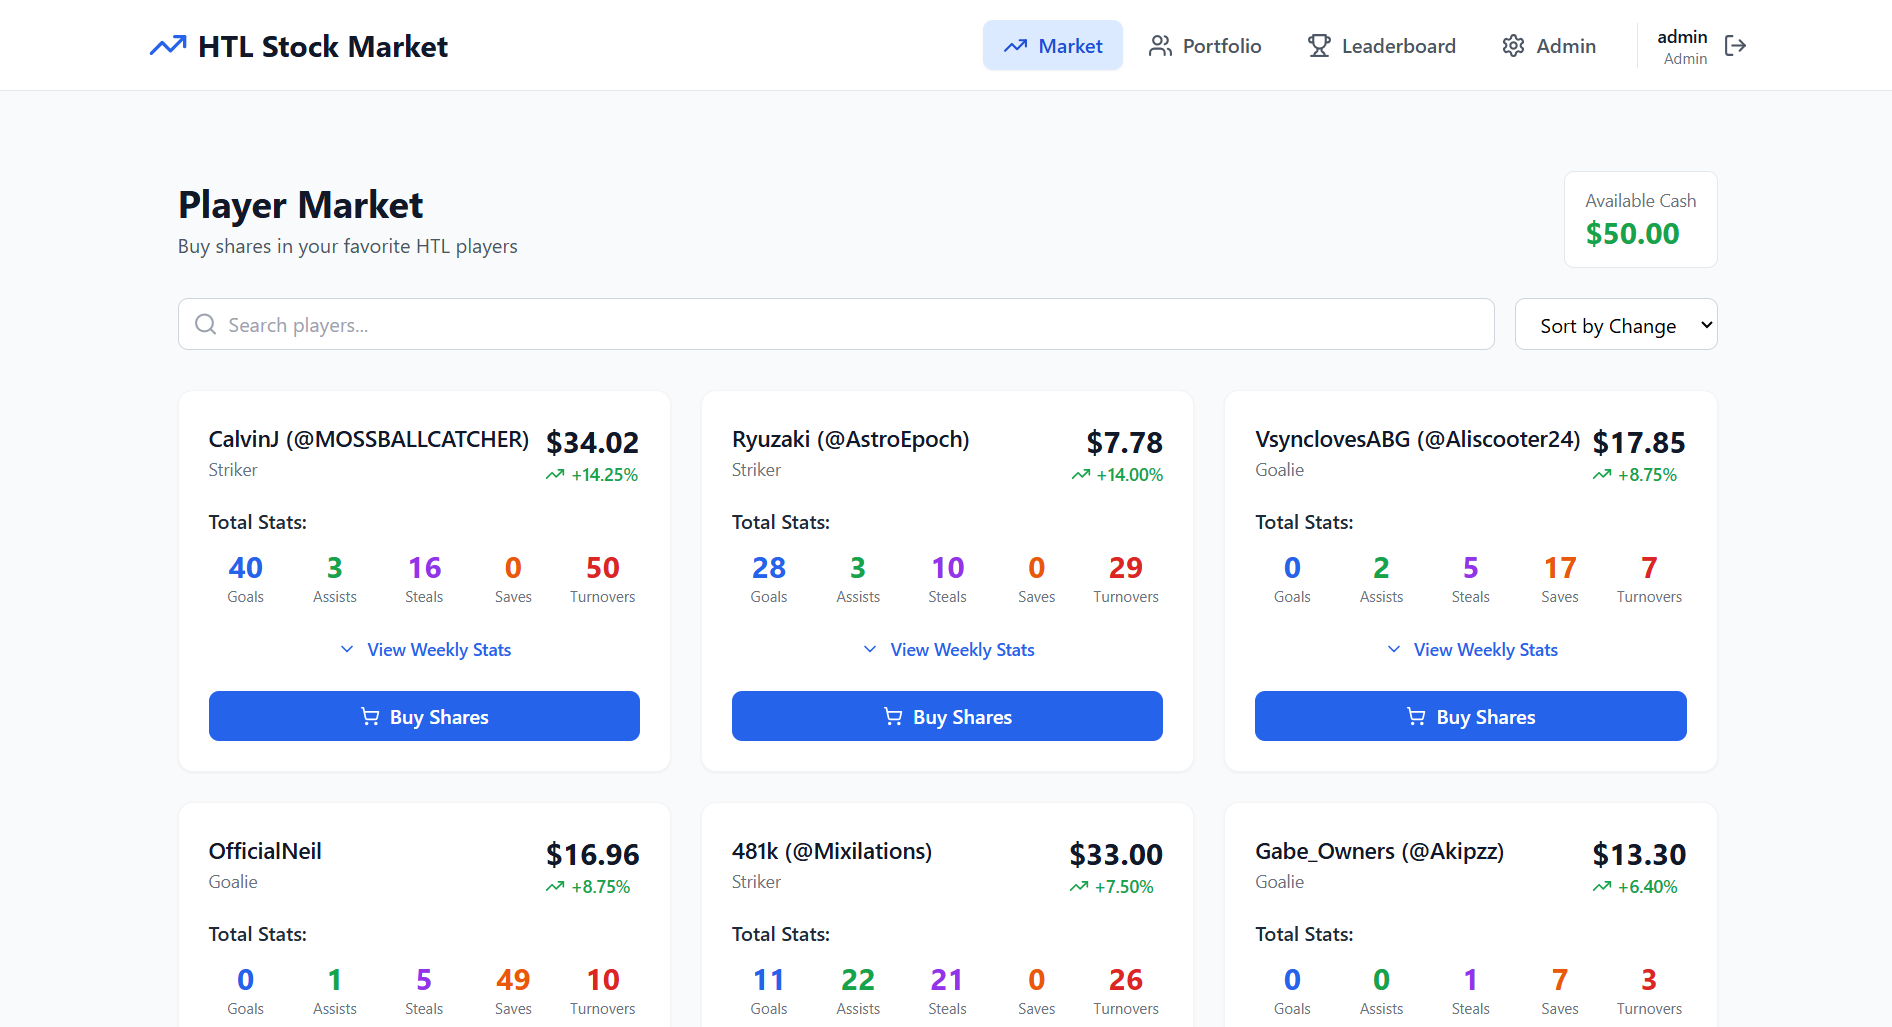 HTL Stock Market
Market
Portfolio
Leaderboard
Admin
admin
Admin
Player Market
Buy shares in your favorite HTL players
Available Cash
$50.00
Search players...
Sort by Change
CalvinJ (@MOSSBALLCATCHER)
$34.02
Striker
+14.25%
Total Stats:
40 3 16 0 50
Goals Assists Steals Saves Turnovers
View Weekly Stats
Buy Shares
Ryuzaki (@AstroEpoch)
$7.78
Striker
+14.00%
Total Stats:
28 3 10 0 29
Goals Assists Steals Saves Turnovers
View Weekly Stats
Buy Shares
VsynclovesABG (@Aliscooter24)
$17.85
Goalie
+8.75%
Total Stats:
0 2 5 17 7
Goals Assists Steals Saves Turnovers
View Weekly Stats
Buy Shares
OfficialNeil
$16.96
Goalie
+8.75%
Total Stats:
0 1 5 49 10
Goals Assists Steals Saves Turnovers
481k (@Mixilations)
$33.00
Striker
+7.50%
Total Stats:
11 22 21 0 26
Goals Assists Steals Saves Turnovers
Gabe_Owners (@Akipzz)
$13.30
Goalie
+6.40%
Total Stats:
0 0 1 7 3
Goals Assists Steals Saves Turnovers